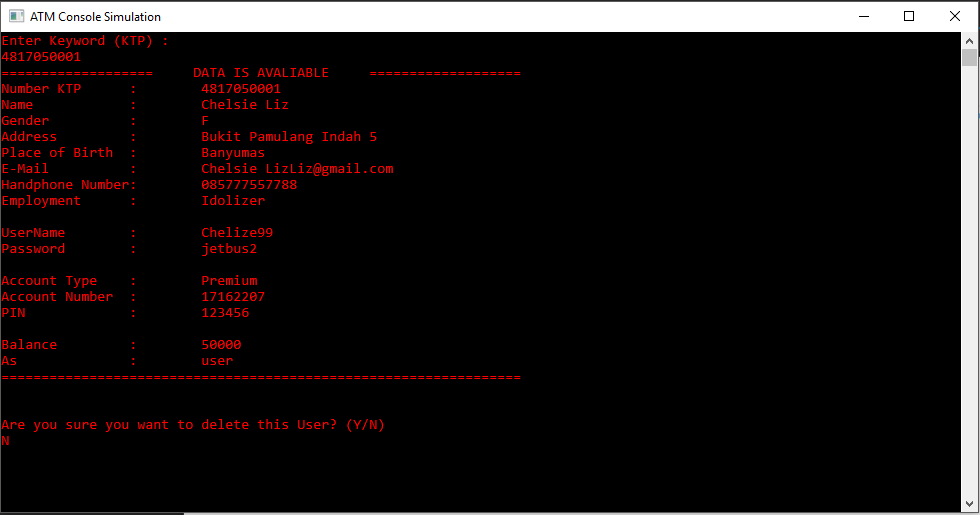 ATM Console Simulation
Enter Keyword (KTP) :
4817050001
=================== DATA IS AVALIABLE ===================
Number KTP : 4817050001
Name : Chelsie Liz
Gender : F
Address : Bukit Pamulang Indah 5
Place of Birth : Banyumas
E-Mail : Chelsie LizLiz@gmail.com
Handphone Number: 085777557788
Employment : Idolizer
UserName : Chelize99
Password : jetbus2
Account Type : Premium
Account Number : 17162207
PIN : 123456
Balance : 50000
As : user
=================================================================
Are you sure you want to delete this User? (Y/N)
N